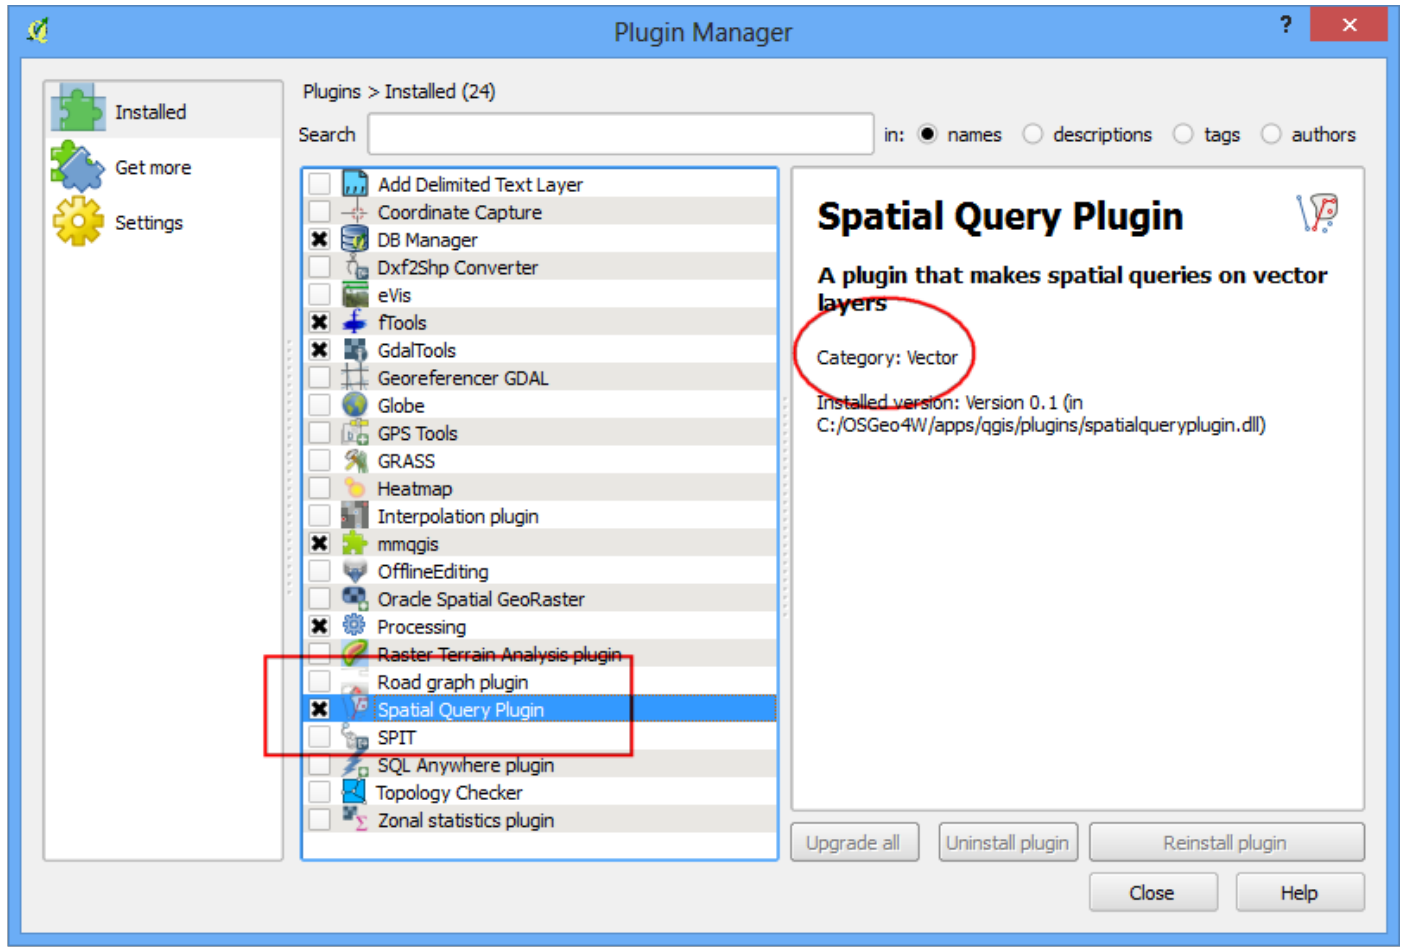 Plugin Manager
?
Installed
Get more
Settings
Plugins > Installed (24)
Search
in: names descriptions tags authors
Add Delimited Text Layer
Coordinate Capture
DB Manager
Dxf2Shp Converter
eVis
fTools
GdalTools
Georeferencer GDAL
Globe
GPS Tools
GRASS
Heatmap
Interpolation plugin
mmqgis
OfflineEditing
Oracle Spatial GeoRaster
Processing
Raster Terrain Analysis plugin
Road graph plugin
Spatial Query Plugin
SPIT
SQL Anywhere plugin
Topology Checker
Zonal statistics plugin
Spatial Query Plugin
A plugin that makes spatial queries on vector
layers
Category: Vector
Installed version: Version 0.1 (in
C:/OSGeo4W/apps/qgis/plugins/spatialqueryplugin.dll)
Upgrade all
Uninstall plugin
Reinstall plugin
Close
Help